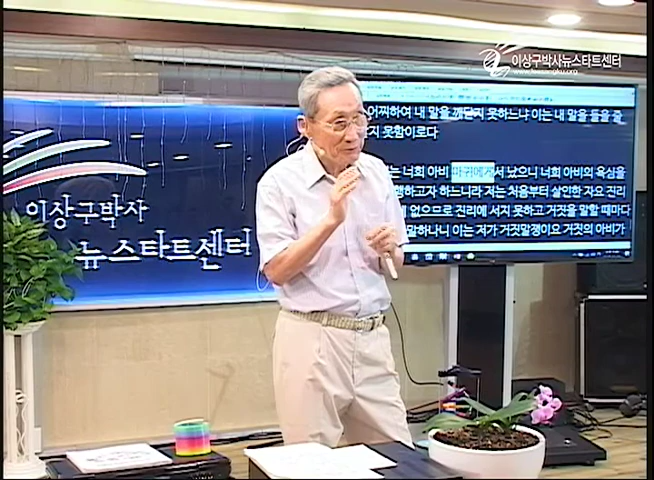 이상구박사뉴스타트센터
어찌하여 내 말을 깨닫지 못하느냐 이는 내 말을 들을 줄
지 못함이로다
는 너희 아비 마귀에게서 났으니 너희 아비의 욕심을
행하고자 하느니라 저는 처음부터 살인한 자요 진리
없으므로 진리에 서지 못하고 거짓을 말할 때마다
말하나니 이는 저가 거짓말쟁이요 거짓의 아비가
이상구박사
뉴스타트센터